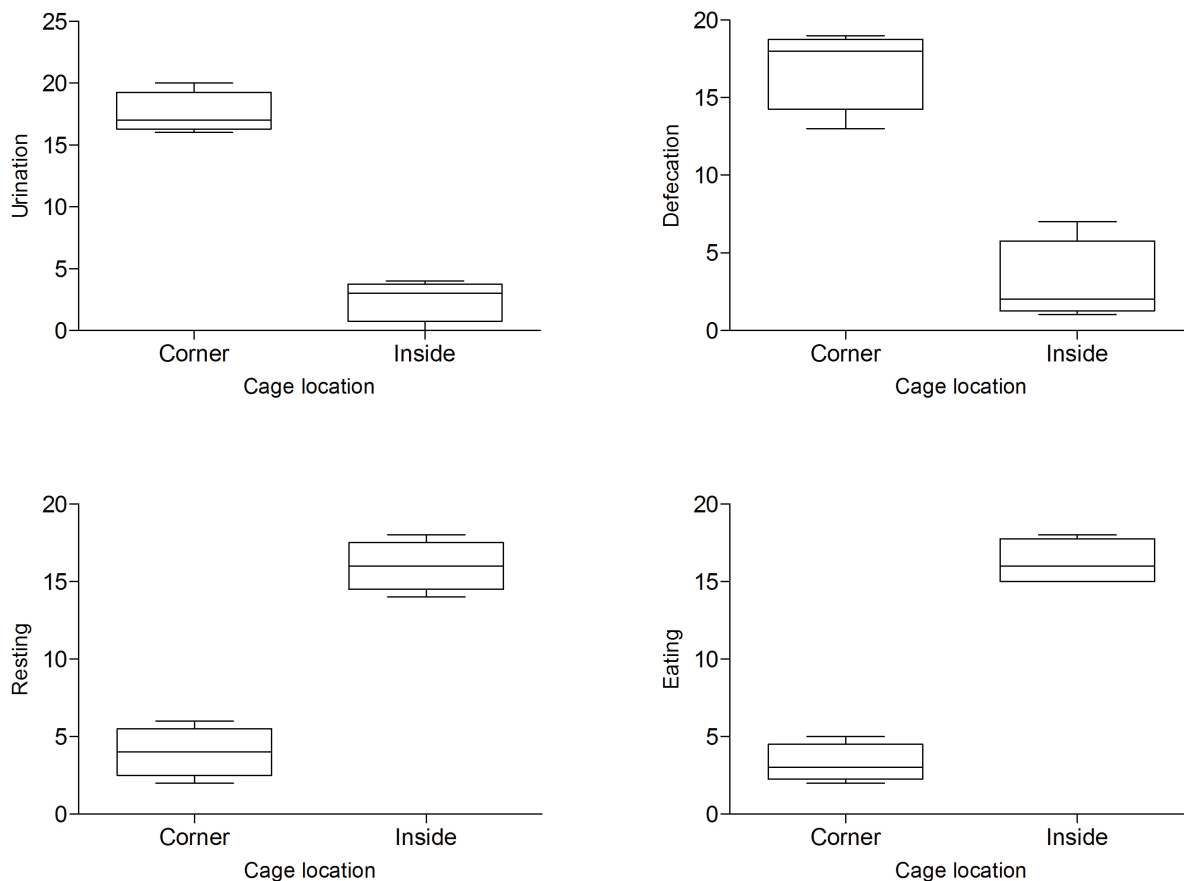 25
20
15
10
5
0
Urination
Corner Inside
Cage location
20
15
10
5
0
Defecation
Corner Inside
Cage location
20
15
10
5
0
Resting
Corner Inside
Cage location
20
15
10
5
0
Eating
Corner Inside
Cage location